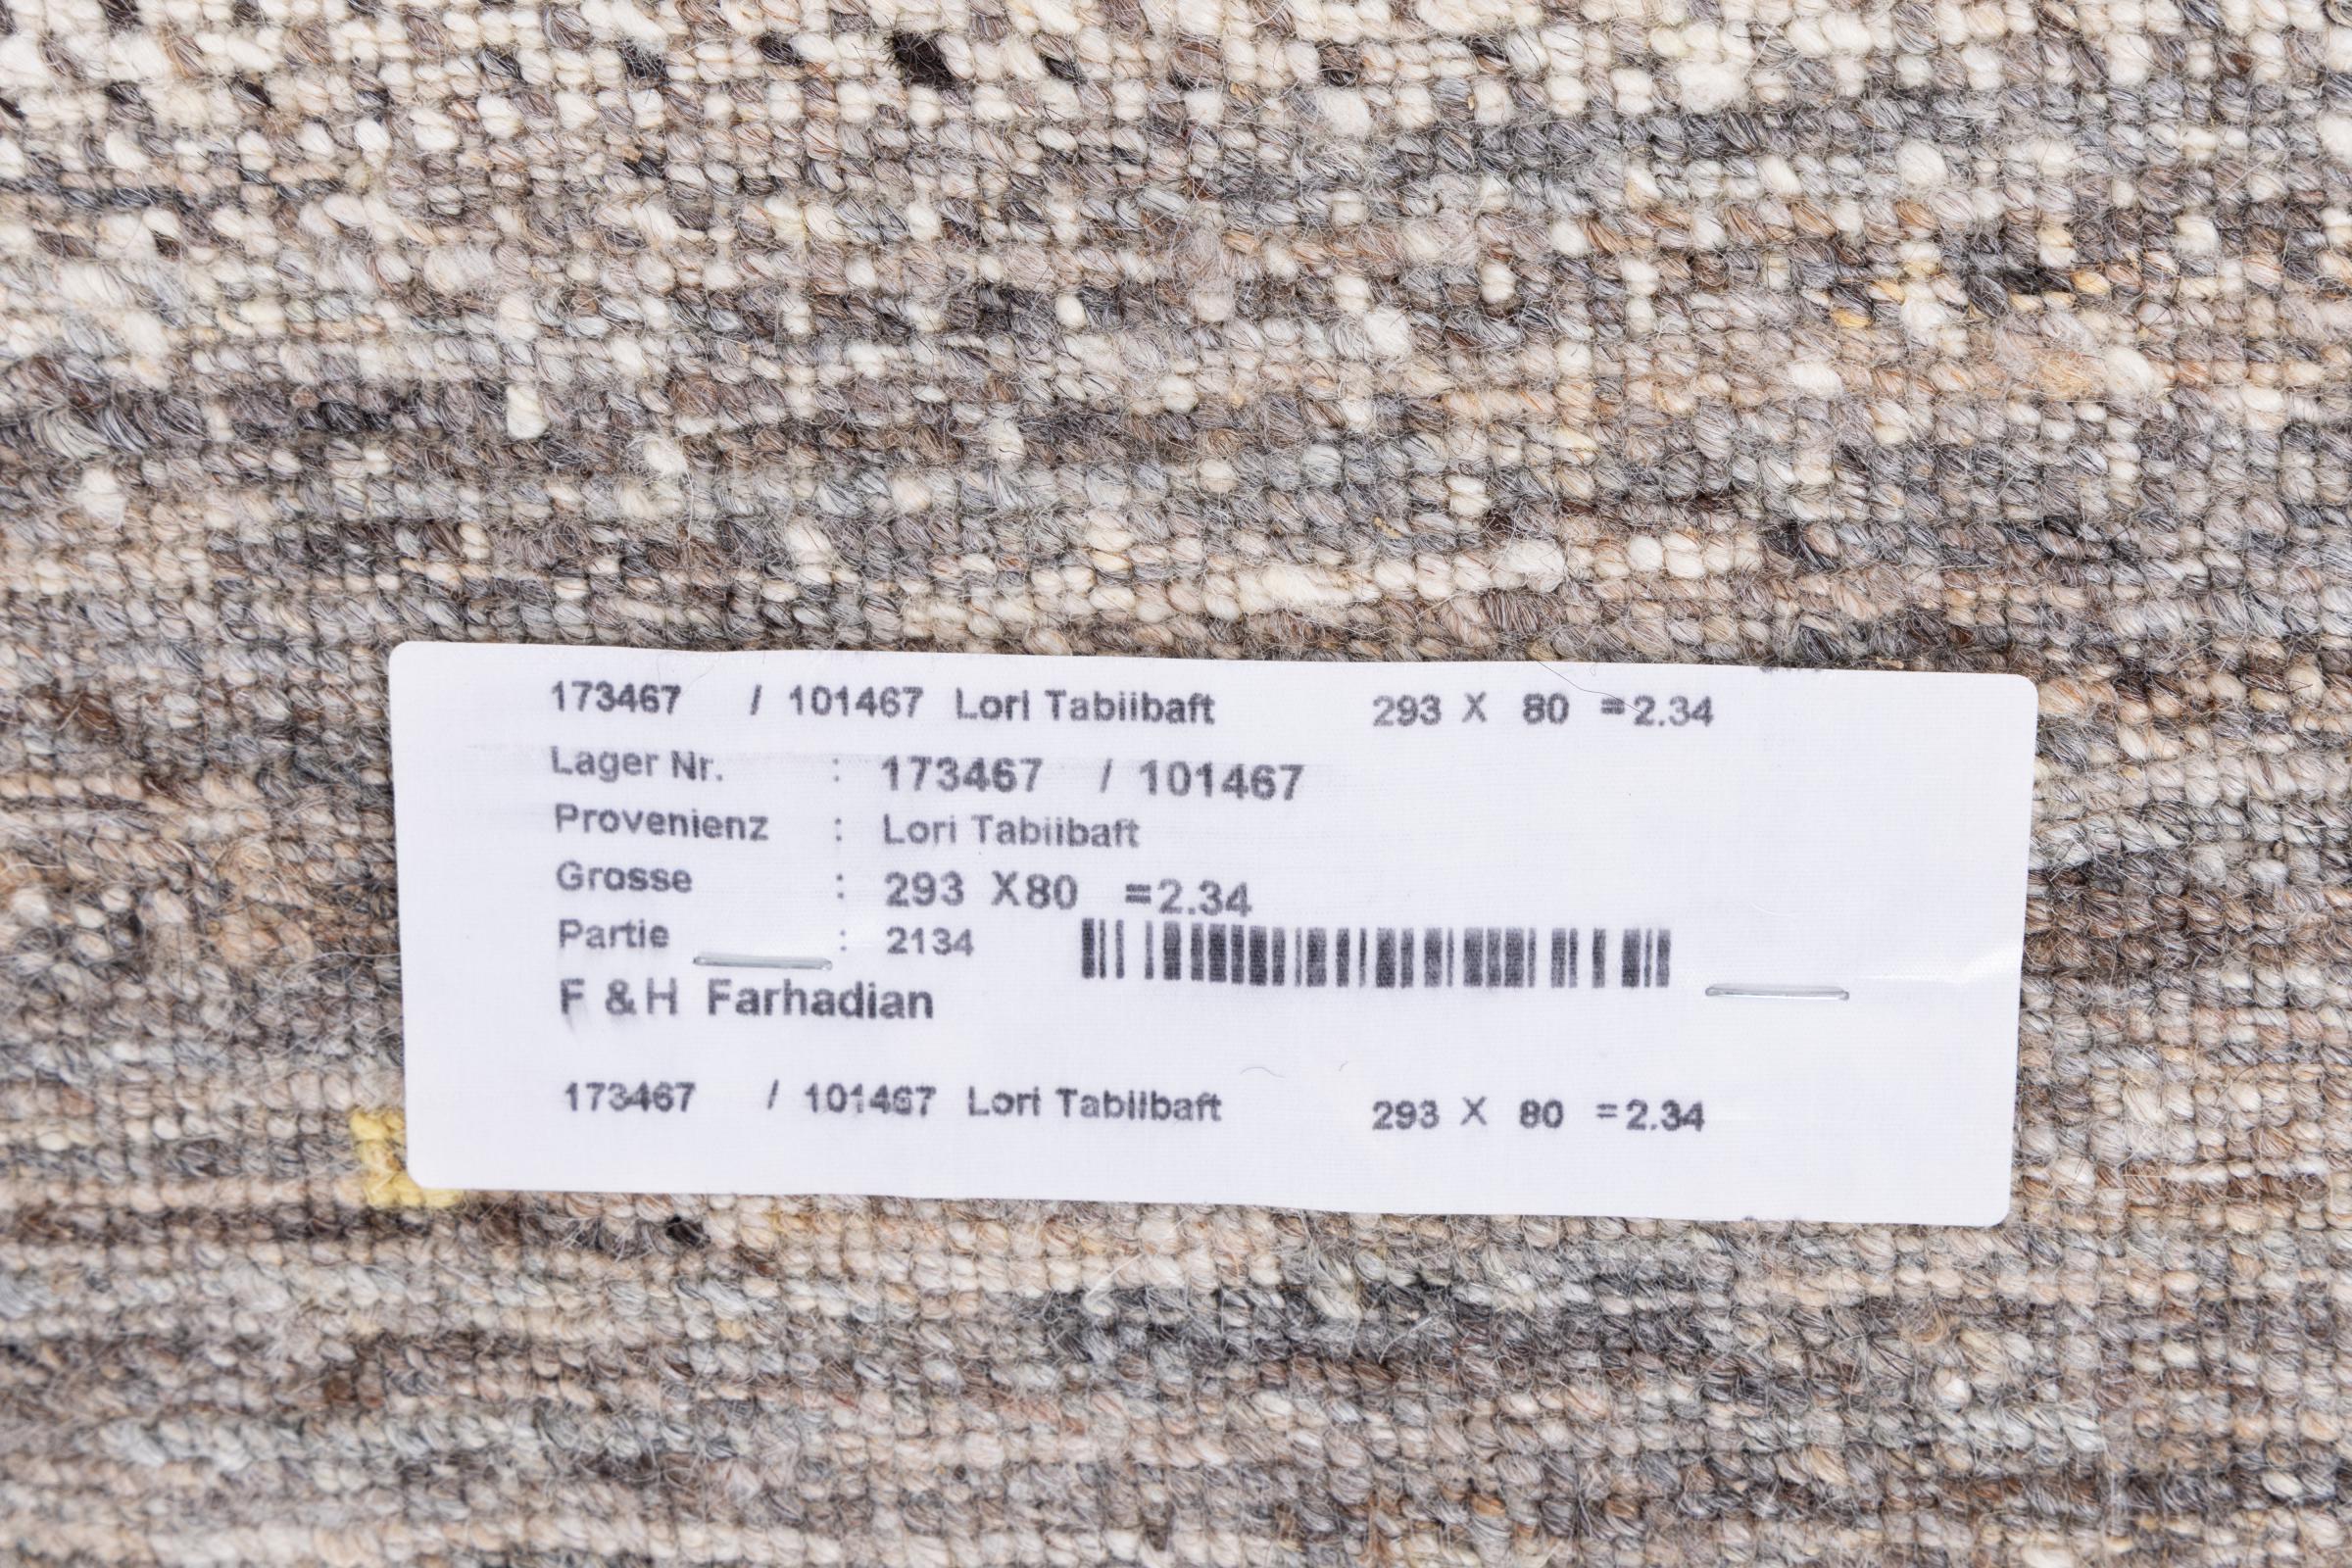 173467 / 101467 Lori Tabiibaft 293 X 80 =2.34
Lager Nr. : 173467 / 101467
Provenienz : Lori Tabiibaft
Grosse : 293 X80 =2.34
Partie : 2134
F & H Farhadian
173467 / 101467 Lori Tabiibaft 293 X 80 =2.34